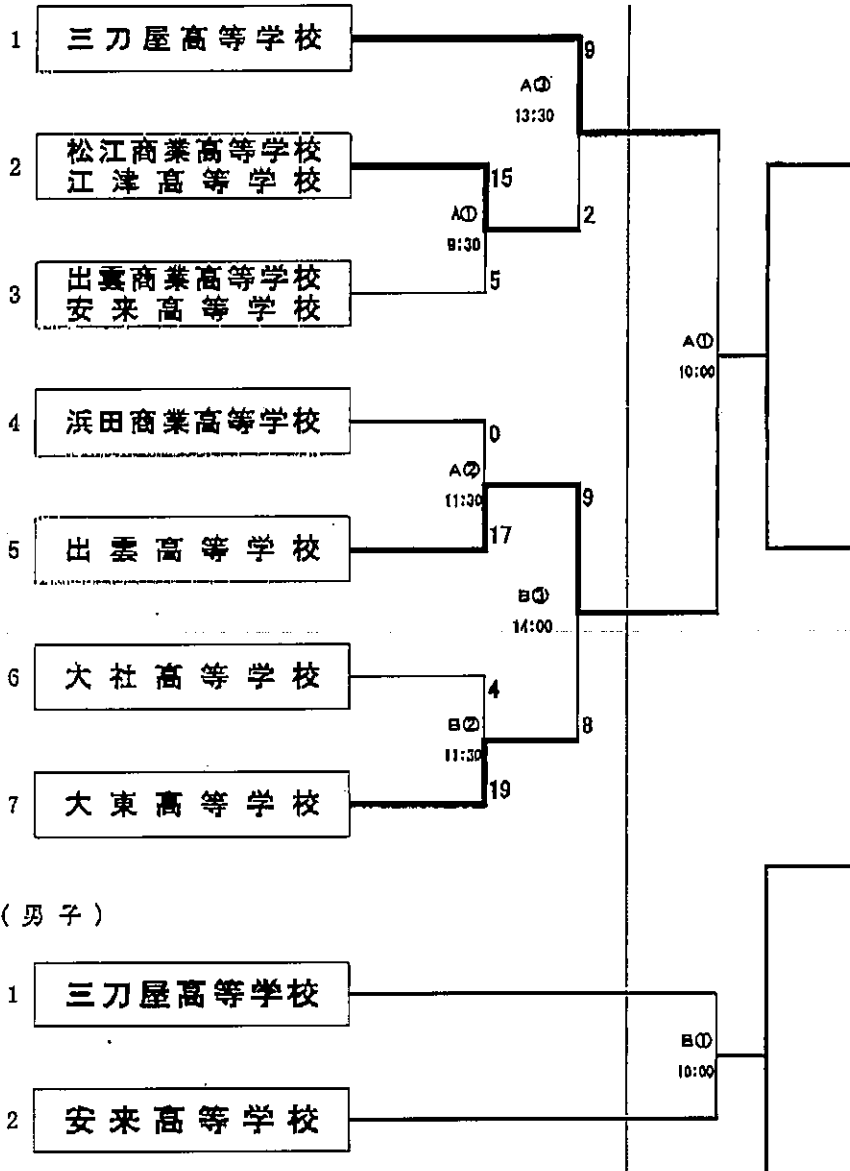 1 三刀屋高等学校
9
A③
13:30
2 松江商業高等学校
江津高等学校
15
A①
9:30
2
3 出雲商業高等学校
安来高等学校
5
A①
10:00
4 浜田商業高等学校
0
A②
11:30
9
5 出雲高等学校
17
B③
14:00
6 大社高等学校
4
B②
11:30
8
7 大東高等学校
19
(男子)
1 三刀屋高等学校
B①
10:00
2 安来高等学校